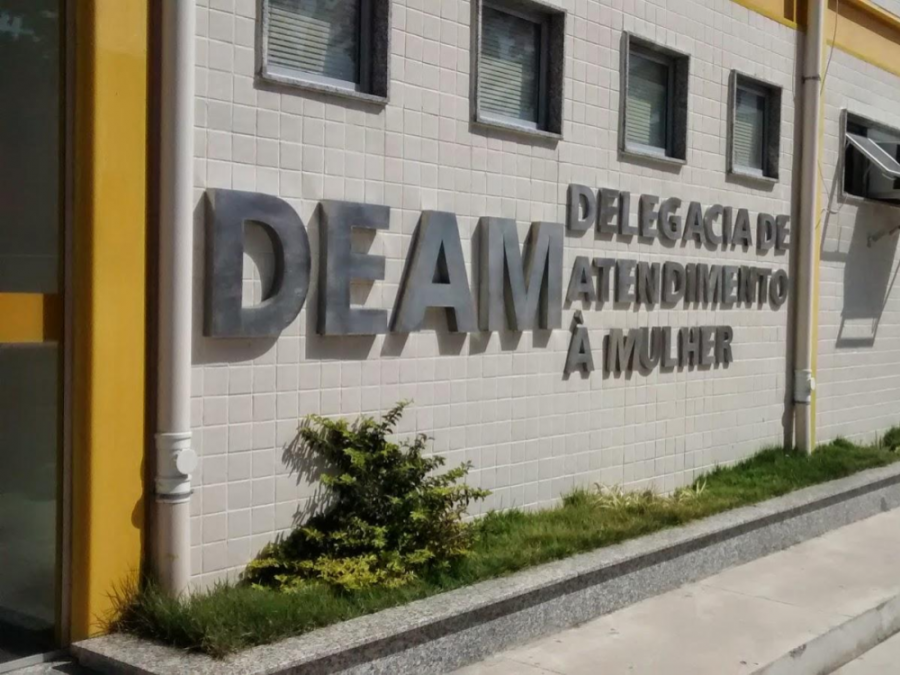 DEAM
DELEGACIA DE
ATENDIMENTO
À MULHER